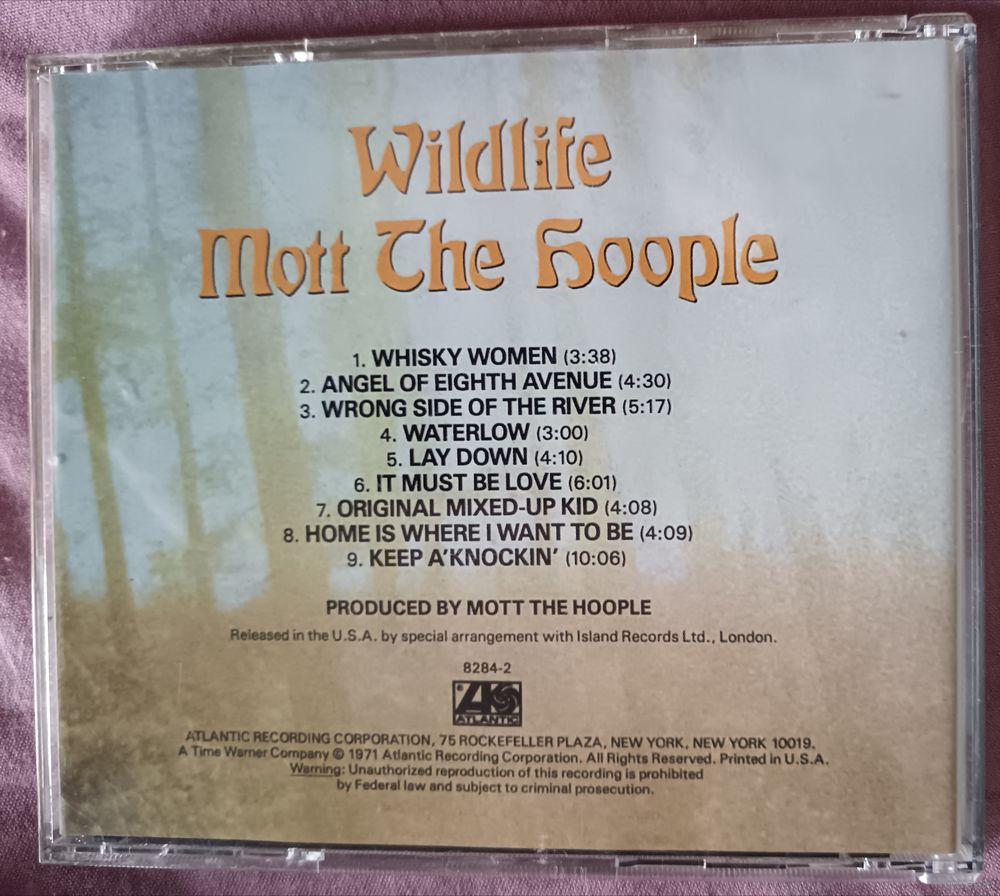 Wildlife
Mott The Hoople
1. WHISKY WOMEN (3:38)
2. ANGEL OF EIGHTH AVENUE (4:30)
3. WRONG SIDE OF THE RIVER (5:17)
4. WATERLOW (3:00)
5. LAY DOWN (4:10)
6. IT MUST BE LOVE (6:01)
7. ORIGINAL MIXED-UP KID (4:08)
8. HOME IS WHERE I WANT TO BE (4:09)
9. KEEP A'KNOCKIN' (10:06)
PRODUCED BY MOTT THE HOOPLE
Released in the U.S.A. by special arrangement with Island Records Ltd., London.
8284-2
ATLANTIC
ATLANTIC RECORDING CORPORATION, 75 ROCKEFELLER PLAZA, NEW YORK, NEW YORK 10019.
A Time Warner Company © 1971 Atlantic Recording Corporation. All Rights Reserved. Printed in U.S.A.
Warning: Unauthorized reproduction of this recording is prohibited
by Federal law and subject to criminal prosecution.